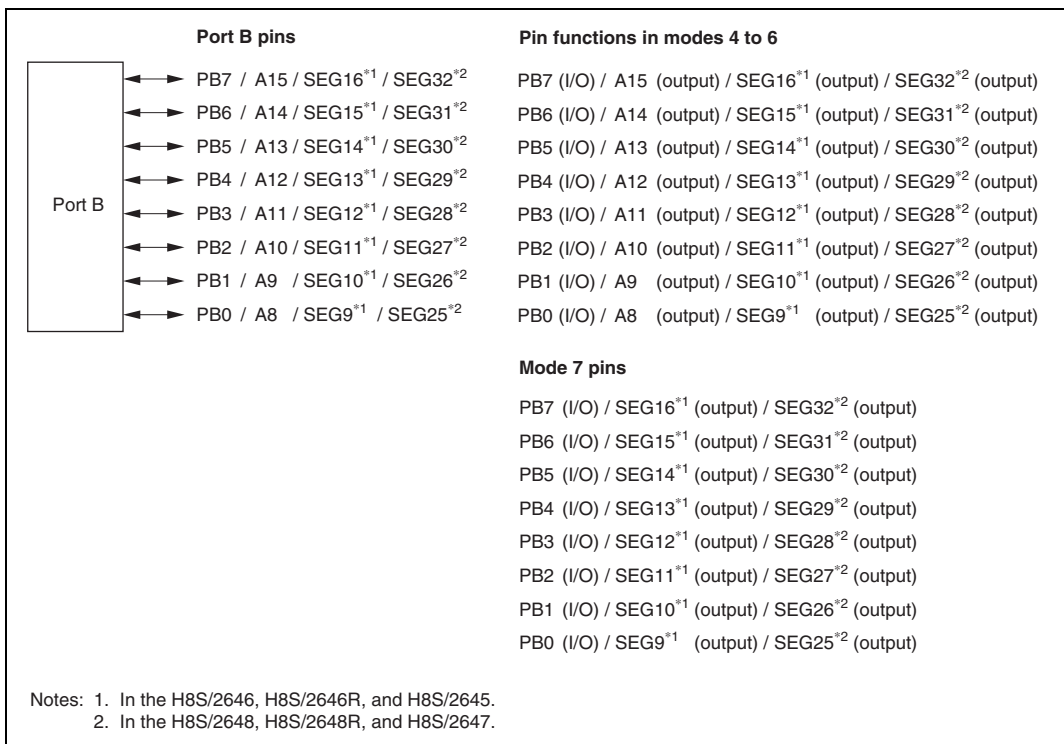 Port B pins
Port B
PB7 / A15 / SEG16*1 / SEG32*2
PB6 / A14 / SEG15*1 / SEG31*2
PB5 / A13 / SEG14*1 / SEG30*2
PB4 / A12 / SEG13*1 / SEG29*2
PB3 / A11 / SEG12*1 / SEG28*2
PB2 / A10 / SEG11*1 / SEG27*2
PB1 / A9 / SEG10*1 / SEG26*2
PB0 / A8 / SEG9*1 / SEG25*2
Pin functions in modes 4 to 6
PB7 (I/O) / A15 (output) / SEG16*1 (output) / SEG32*2 (output)
PB6 (I/O) / A14 (output) / SEG15*1 (output) / SEG31*2 (output)
PB5 (I/O) / A13 (output) / SEG14*1 (output) / SEG30*2 (output)
PB4 (I/O) / A12 (output) / SEG13*1 (output) / SEG29*2 (output)
PB3 (I/O) / A11 (output) / SEG12*1 (output) / SEG28*2 (output)
PB2 (I/O) / A10 (output) / SEG11*1 (output) / SEG27*2 (output)
PB1 (I/O) / A9 (output) / SEG10*1 (output) / SEG26*2 (output)
PB0 (I/O) / A8 (output) / SEG9*1 (output) / SEG25*2 (output)
Mode 7 pins
PB7 (I/O) / SEG16*1 (output) / SEG32*2 (output)
PB6 (I/O) / SEG15*1 (output) / SEG31*2 (output)
PB5 (I/O) / SEG14*1 (output) / SEG30*2 (output)
PB4 (I/O) / SEG13*1 (output) / SEG29*2 (output)
PB3 (I/O) / SEG12*1 (output) / SEG28*2 (output)
PB2 (I/O) / SEG11*1 (output) / SEG27*2 (output)
PB1 (I/O) / SEG10*1 (output) / SEG26*2 (output)
PB0 (I/O) / SEG9*1 (output) / SEG25*2 (output)
Notes: 1. In the H8S/2646, H8S/2646R, and H8S/2645.
2. In the H8S/2648, H8S/2648R, and H8S/2647.